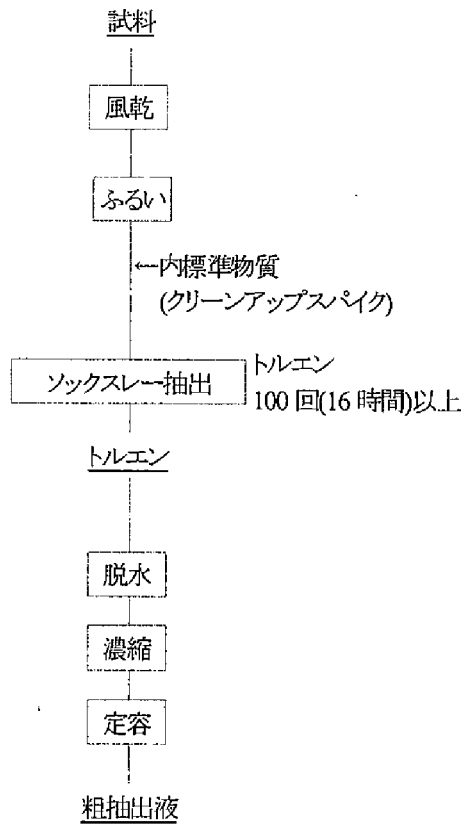 試料
風乾
ふるい
←内標準物質
(クリーンアップスパイク)
ソックスレー抽出
トルエン
100 回(16 時間)以上
トルエン
脱水
濃縮
定容
粗抽出液